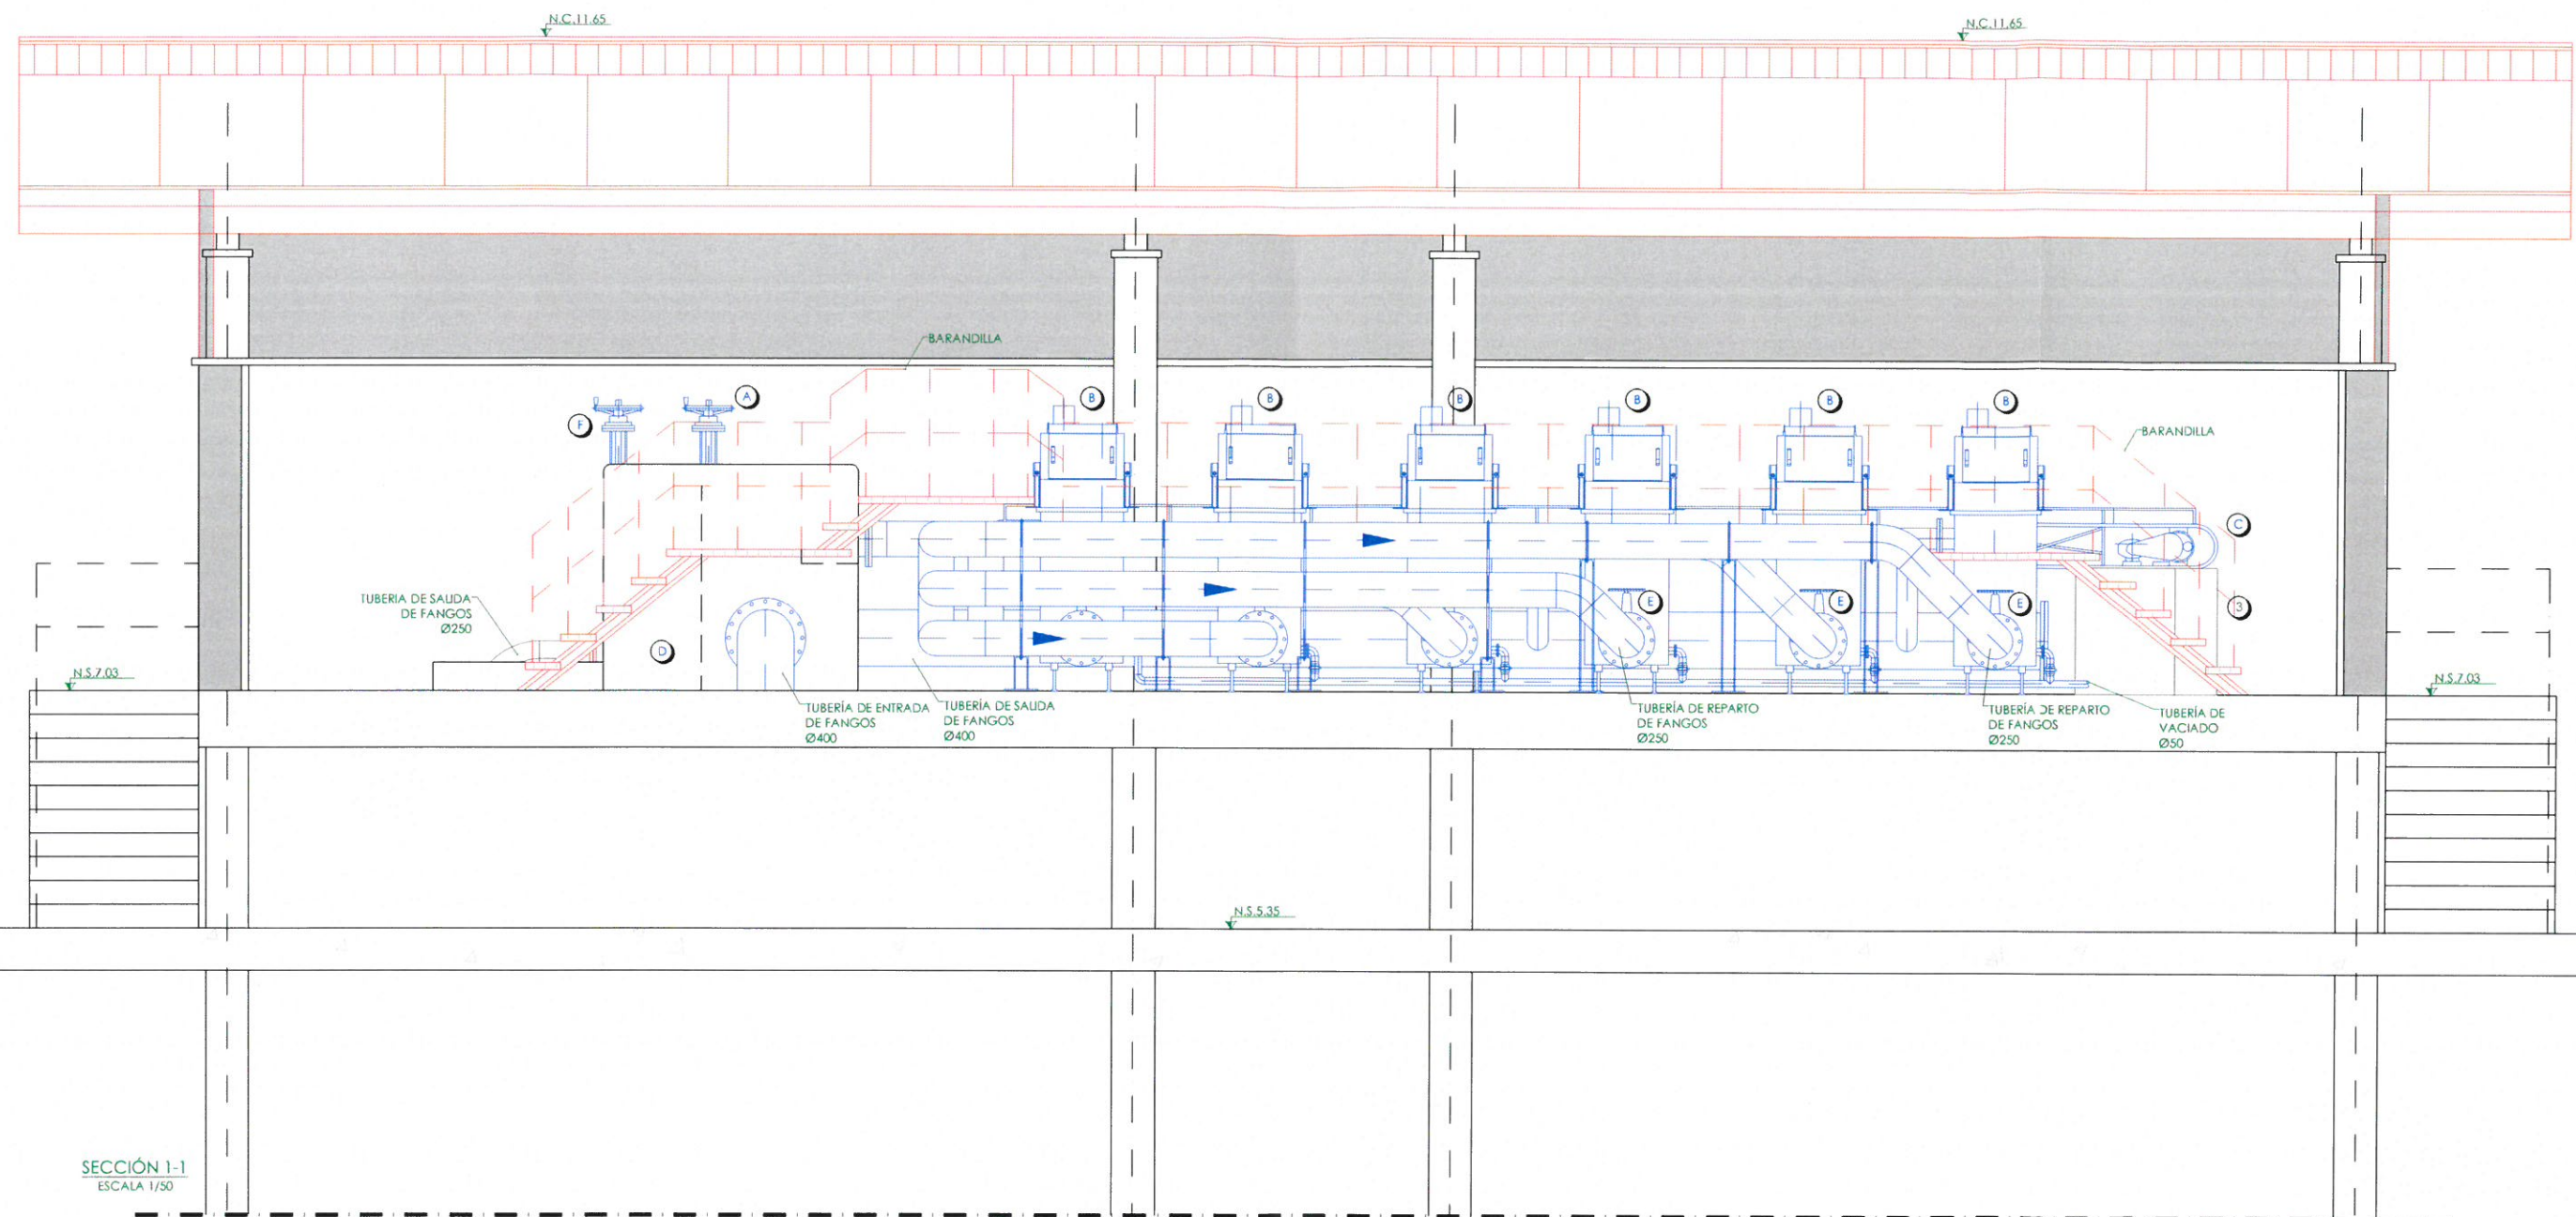 N.C.11.65
N.C.11.65
BARANDILLA
A
F
B
B
B
B
B
B
BARANDILLA
C
TUBERIA DE SALIDA
DE FANGOS
Ø250
D
E
E
E
3
N.S.7.03
N.S.7.03
TUBERÍA DE ENTRADA
DE FANGOS
Ø400
TUBERÍA DE SALIDA
DE FANGOS
Ø400
TUBERÍA DE REPARTO
DE FANGOS
Ø250
TUBERÍA DE REPARTO
DE FANGOS
Ø250
TUBERÍA DE
VACIADO
Ø50
N.S.5.35
SECCIÓN 1-1
ESCALA 1/50